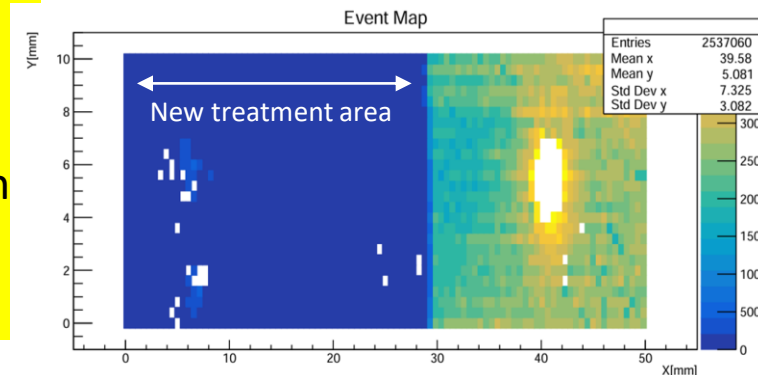 Event Map
Entries 2537060
Mean x 39.58
Mean y 5.081
Std Dev x 7.325
Std Dev y 3.082
Y[mm]
10
8
6
4
2
0
New treatment area
n
300
250
200
150
100
500
0
0 10 20 30 40 50
X[mm]